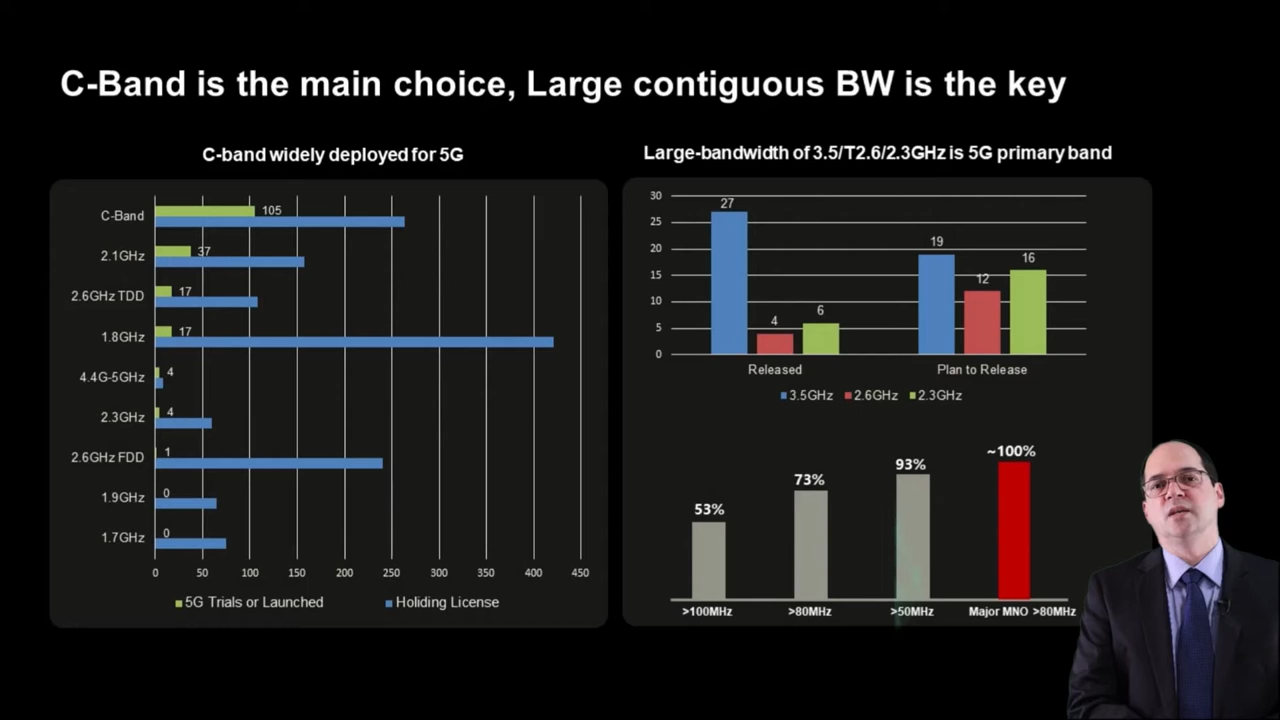 C-Band is the main choice, Large contiguous BW is the key
C-band widely deployed for 5G
C-Band
105
2.1GHz
37
2.6GHz TDD
17
1.8GHz
17
4.4G-5GHz
4
2.3GHz
4
2.6GHz FDD
1
1.9GHz
0
1.7GHz
0
0 50 100 150 200 250 300 350 400 450
5G Trials or Launched
Holiding License
Large-bandwidth of 3.5/T2.6/2.3GHz is 5G primary band
30
25
20
15
10
5
0
27
4
6
19
12
16
Released
Plan to Release
3.5GHz 2.6GHz 2.3GHz
53%
73%
93%
~100%
>100MHz
>80MHz
>50MHz
Major MNO >80MHz